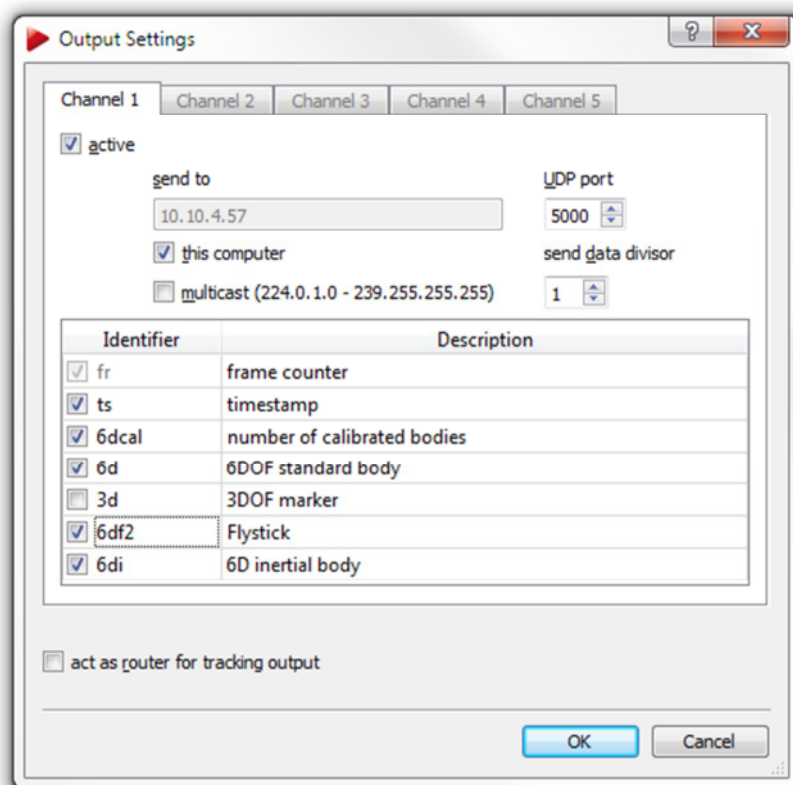 Output Settings
Channel 1 Channel 2 Channel 3 Channel 4 Channel 5
active
send to UDP port
10.10.4.57 5000
this computer send data divisor
multicast (224.0.1.0 - 239.255.255.255) 1
Identifier Description
fr frame counter
ts timestamp
6dcal number of calibrated bodies
6d 6DOF standard body
3d 3DOF marker
6df2 Flystick
6di 6D inertial body
act as router for tracking output
OK Cancel